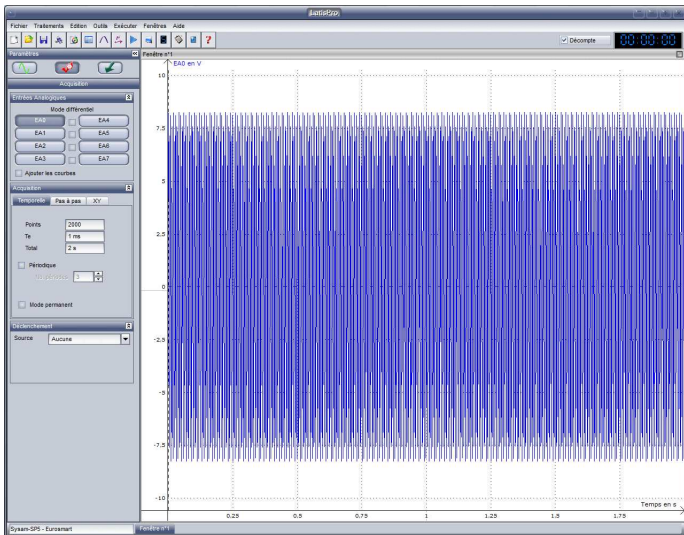 LatisPro
Fichier Traitements Edition Outils Exécuter Fenêtres Aide
Décompte 00:00:00
Paramètres
Fenêtre n°1
Acquisition
Entrées Analogiques
Mode différentiel
EA0 EA4
EA1 EA5
EA2 EA6
EA3 EA7
Ajouter les courbes
Acquisition
Temporelle Pas à pas XY
Points 2000
Te 1 ms
Total 2 s
Périodique
Nb. périodes 1
Mode permanent
Déclenchement
Source Aucune
EA0 en V
10
7.5
5
2.5
0
-2.5
-5
-7.5
-10
0.25 0.5 0.75 1 1.25 1.5 1.75
Temps en s
Sysam-SP5 - Eurosmart
Fenêtre n°1